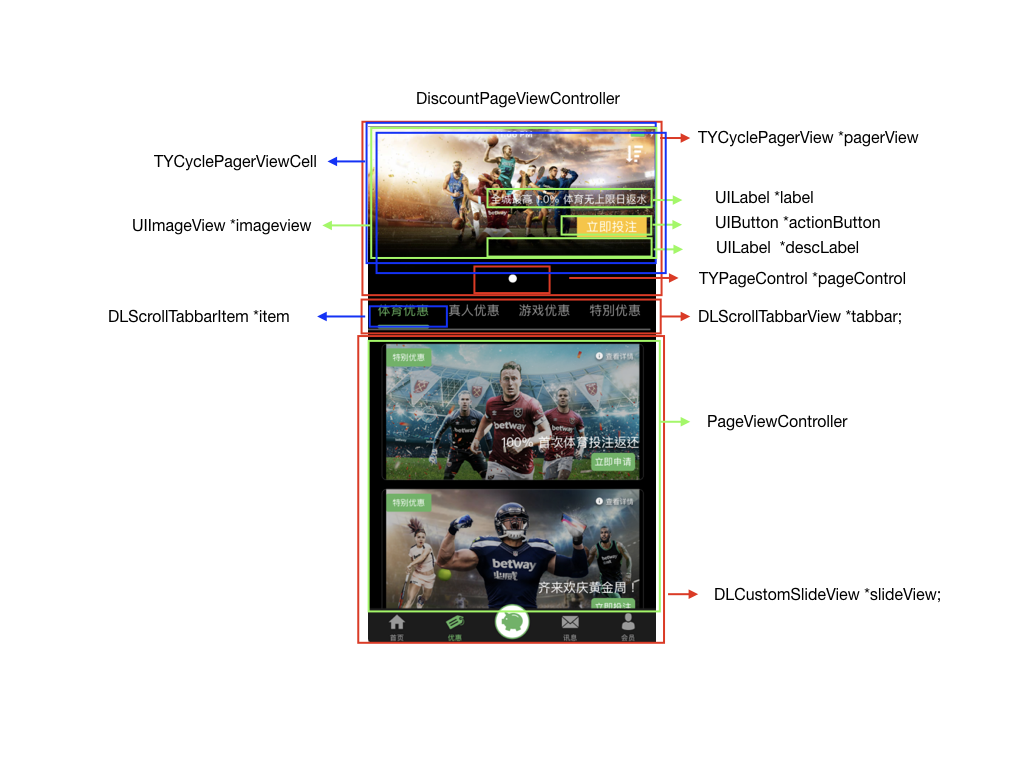 DiscountPageViewController
TYCyclePagerView *pagerView
TYCyclePagerViewCell
UILabel *label
全城最高 1.0% 体育无上限日返水
UIImageView *imageview
UIButton *actionButton
立即投注
UILabel *descLabel
TYPageControl *pageControl
DLScrollTabbarItem *item
体育优惠 真人优惠 游戏优惠 特别优惠
DLScrollTabbarView *tabbar;
特别优惠
查看详情
betway
betway
betway
PageViewController
100% 首次体育投注返还
立即申请
特别优惠
查看详情
betway
齐来欢庆黄金周！
立即投注
DLCustomSlideView *slideView;
首页 优惠 讯息 会员